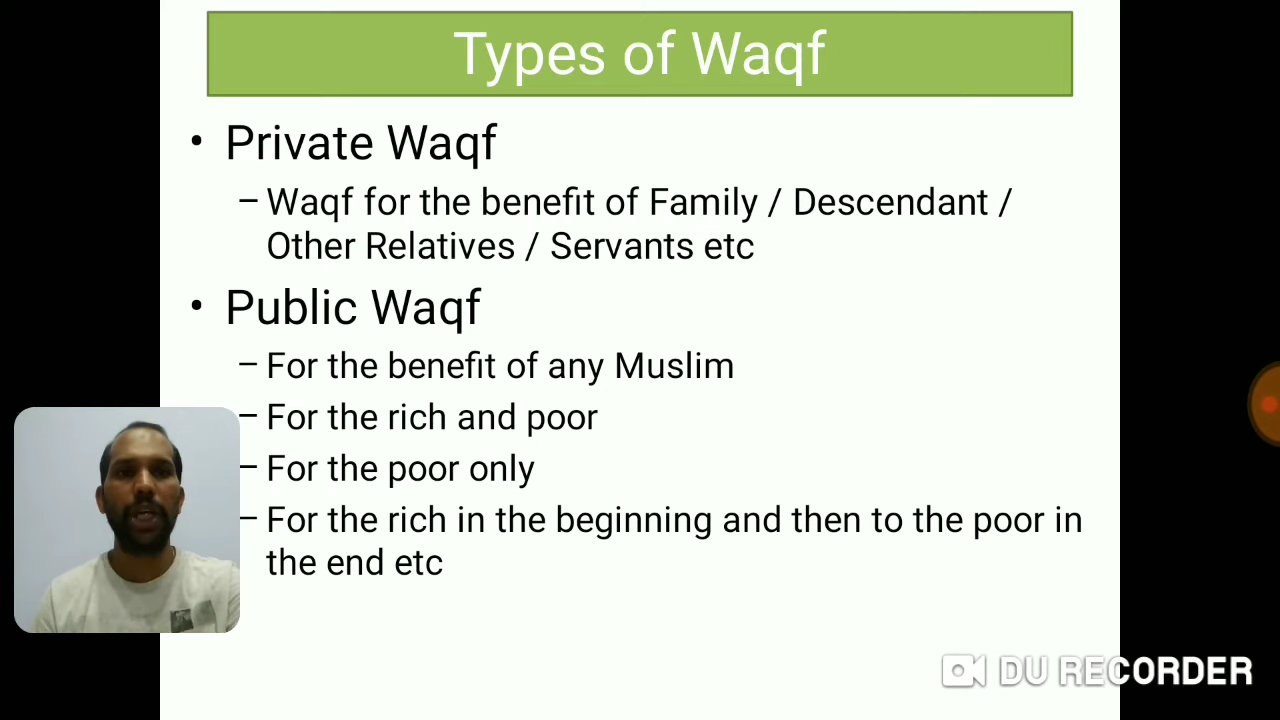 Types of Waqf
• Private Waqf
– Waqf for the benefit of Family / Descendant /
Other Relatives / Servants etc
• Public Waqf
– For the benefit of any Muslim
– For the rich and poor
– For the poor only
– For the rich in the beginning and then to the poor in
the end etc
DU RECORDER